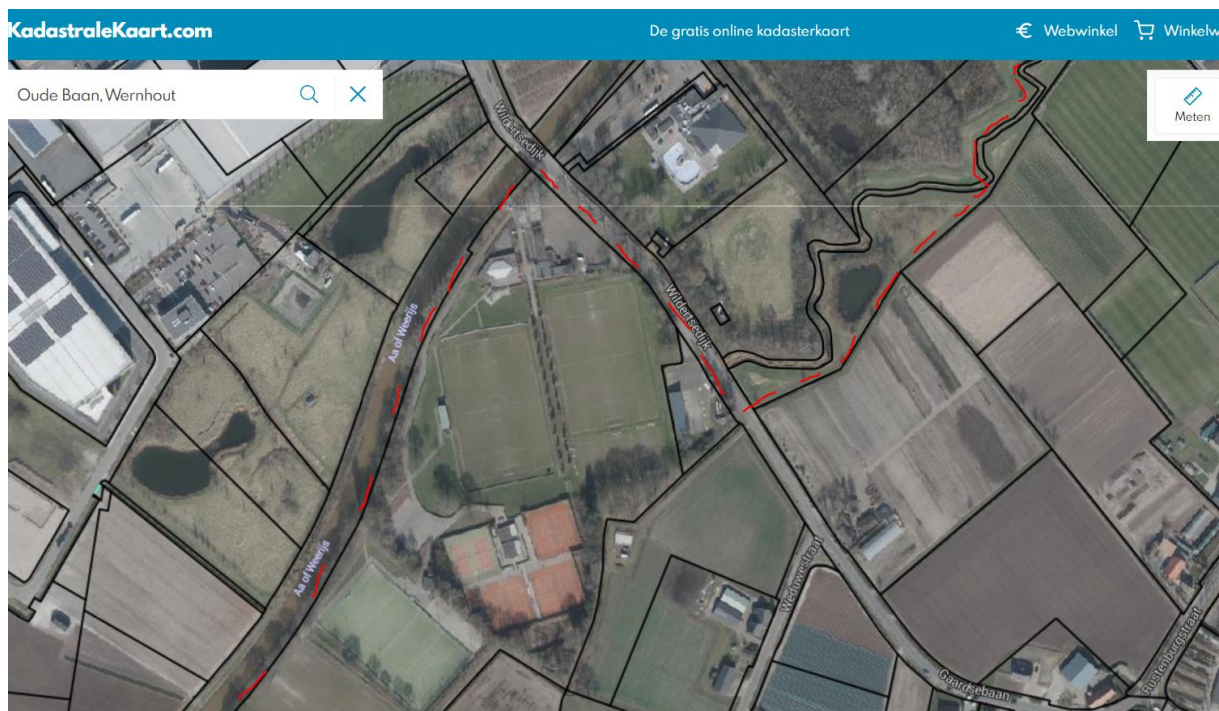 KadastraleKaart.com
De gratis online kadasterkaart
€ Webwinkel
Oude Baan, Wernhout
Meten
Wildertsedijk
Wildertsedijk
Aa of Weerijs
Aa of Weerijs
Weduwestraat
Gaardsebaan
Rustenburgstraat